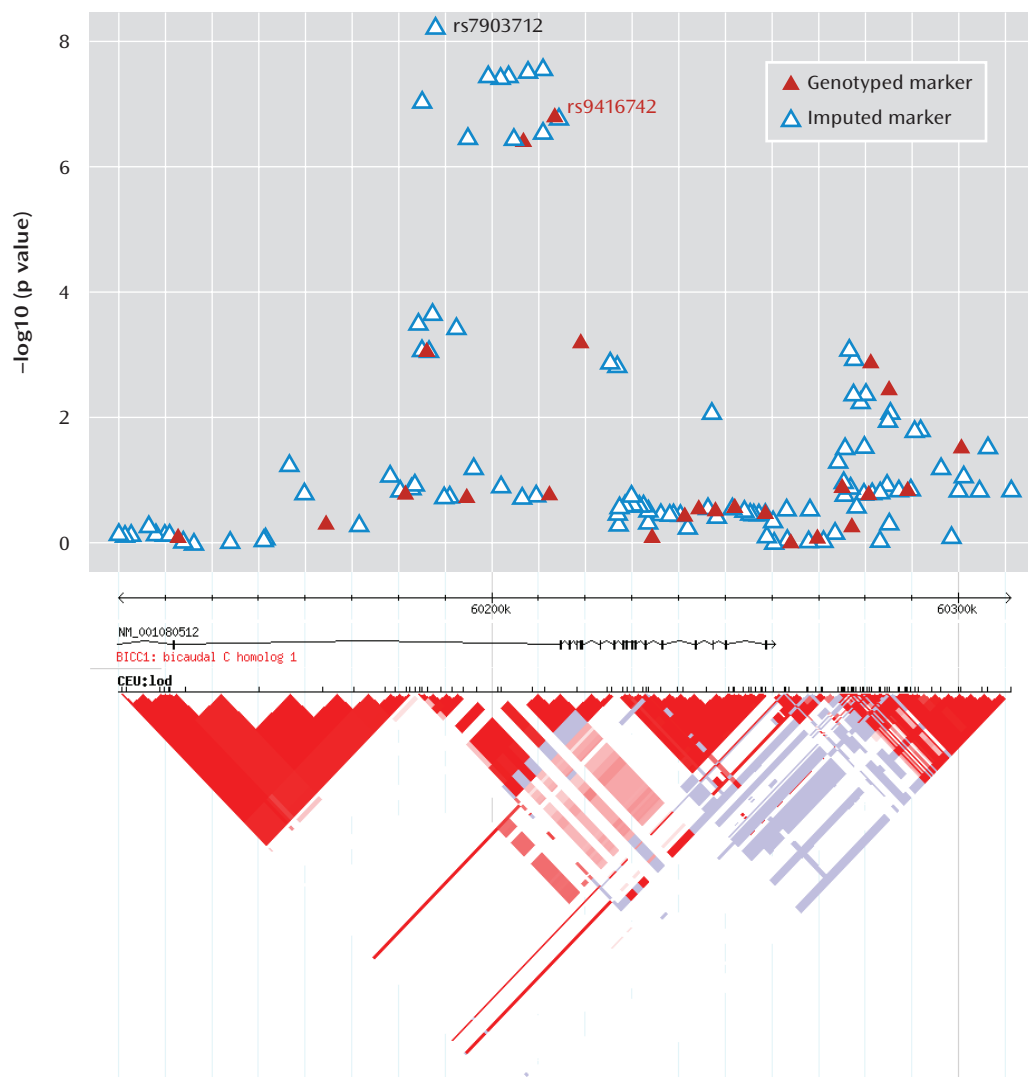 8
6
4
2
0
–log10 (p value)
rs7903712
rs9416742
Genotyped marker
Imputed marker
60200k
60300k
NM_001080512
BICC1: bicaudal C homolog 1
CEU:lod